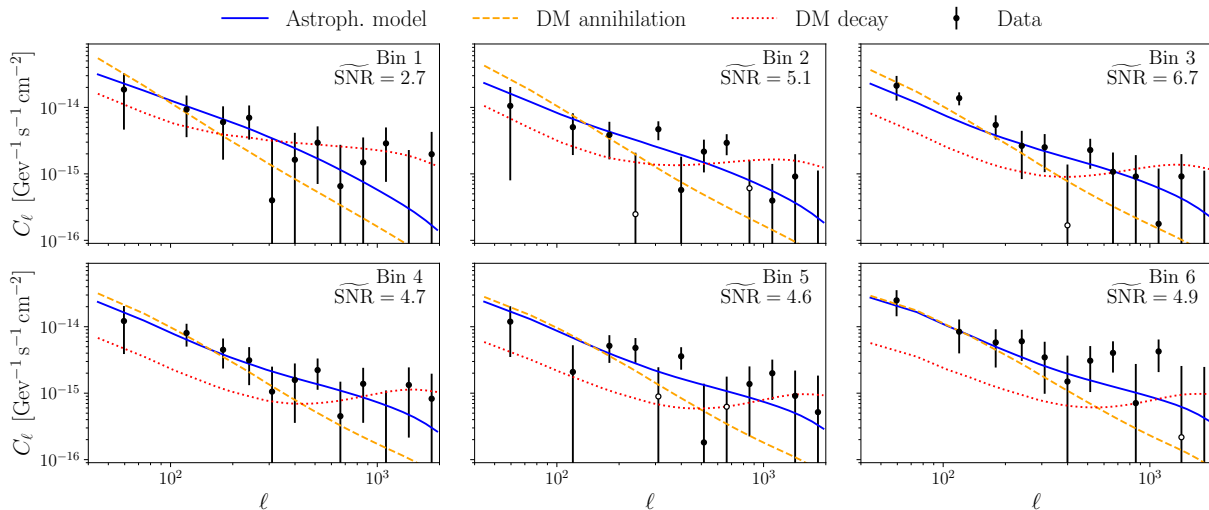 Astroph. model DM annihilation DM decay Data
Bin 1
SNR = 2.7
Bin 2
SNR = 5.1
Bin 3
SNR = 6.7
C_ℓ [Gev⁻¹ s⁻¹ cm⁻²]
10⁻¹⁴
10⁻¹⁵
10⁻¹⁶
Bin 4
SNR = 4.7
Bin 5
SNR = 4.6
Bin 6
SNR = 4.9
C_ℓ [Gev⁻¹ s⁻¹ cm⁻²]
10⁻¹⁴
10⁻¹⁵
10⁻¹⁶
10² 10³ 10² 10³ 10² 10³
ℓ ℓ ℓ